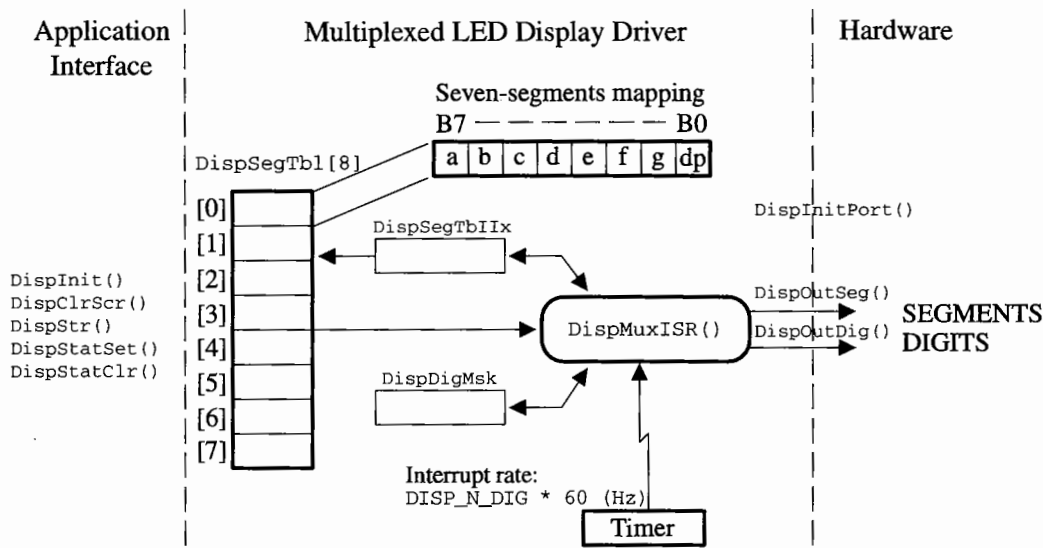 Application
Interface
Multiplexed LED Display Driver
Hardware
Seven-segments mapping
B7 — — — — — — B0
a b c d e f g dp
DispSegTbl[8]
[0]
[1]
[2]
[3]
[4]
[5]
[6]
[7]
DispInit()
DispClrScr()
DispStr()
DispStatSet()
DispStatClr()
DispSegTbIIx
DispMuxISR()
DispDigMsk
DispInitPort()
DispOutSeg()
DispOutDig()
SEGMENTS
DIGITS
Interrupt rate:
DISP_N_DIG * 60 (Hz)
Timer